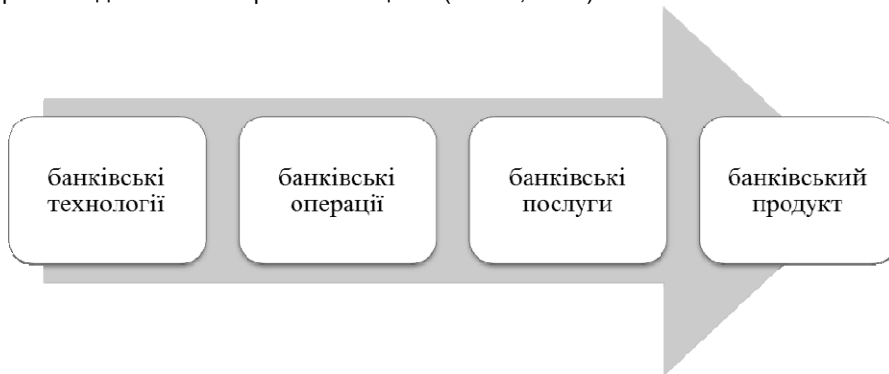 банківські
технології
банківські
операції
банківські
послуги
банківський
продукт